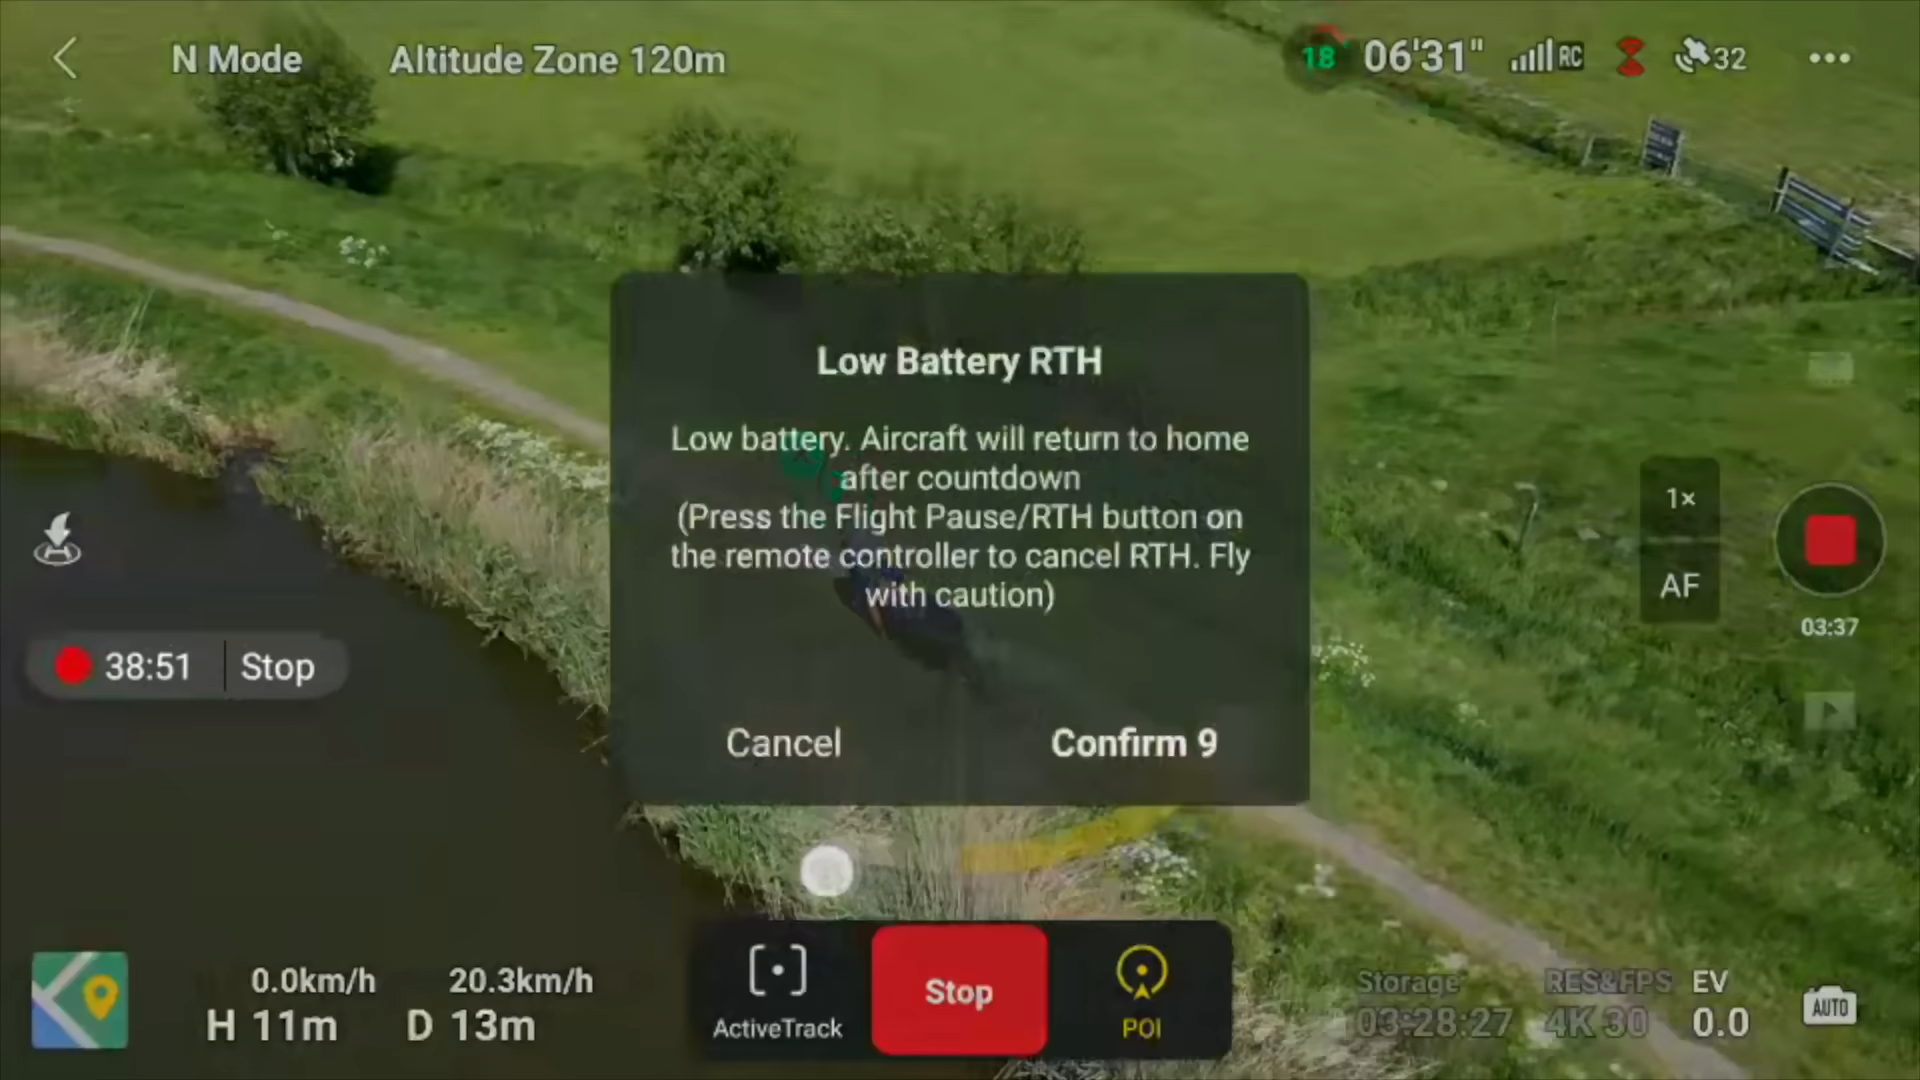 N Mode
Altitude Zone 120m
18
06'31"
RC
32
Low Battery RTH
Low battery. Aircraft will return to home
after countdown
(Press the Flight Pause/RTH button on
the remote controller to cancel RTH. Fly
with caution)
Cancel
Confirm 9
1×
AF
03:37
38:51
Stop
0.0km/h
20.3km/h
H 11m
D 13m
ActiveTrack
Stop
POI
Storage
03:28:27
RES&FPS
4K 30
EV
0.0
AUTO